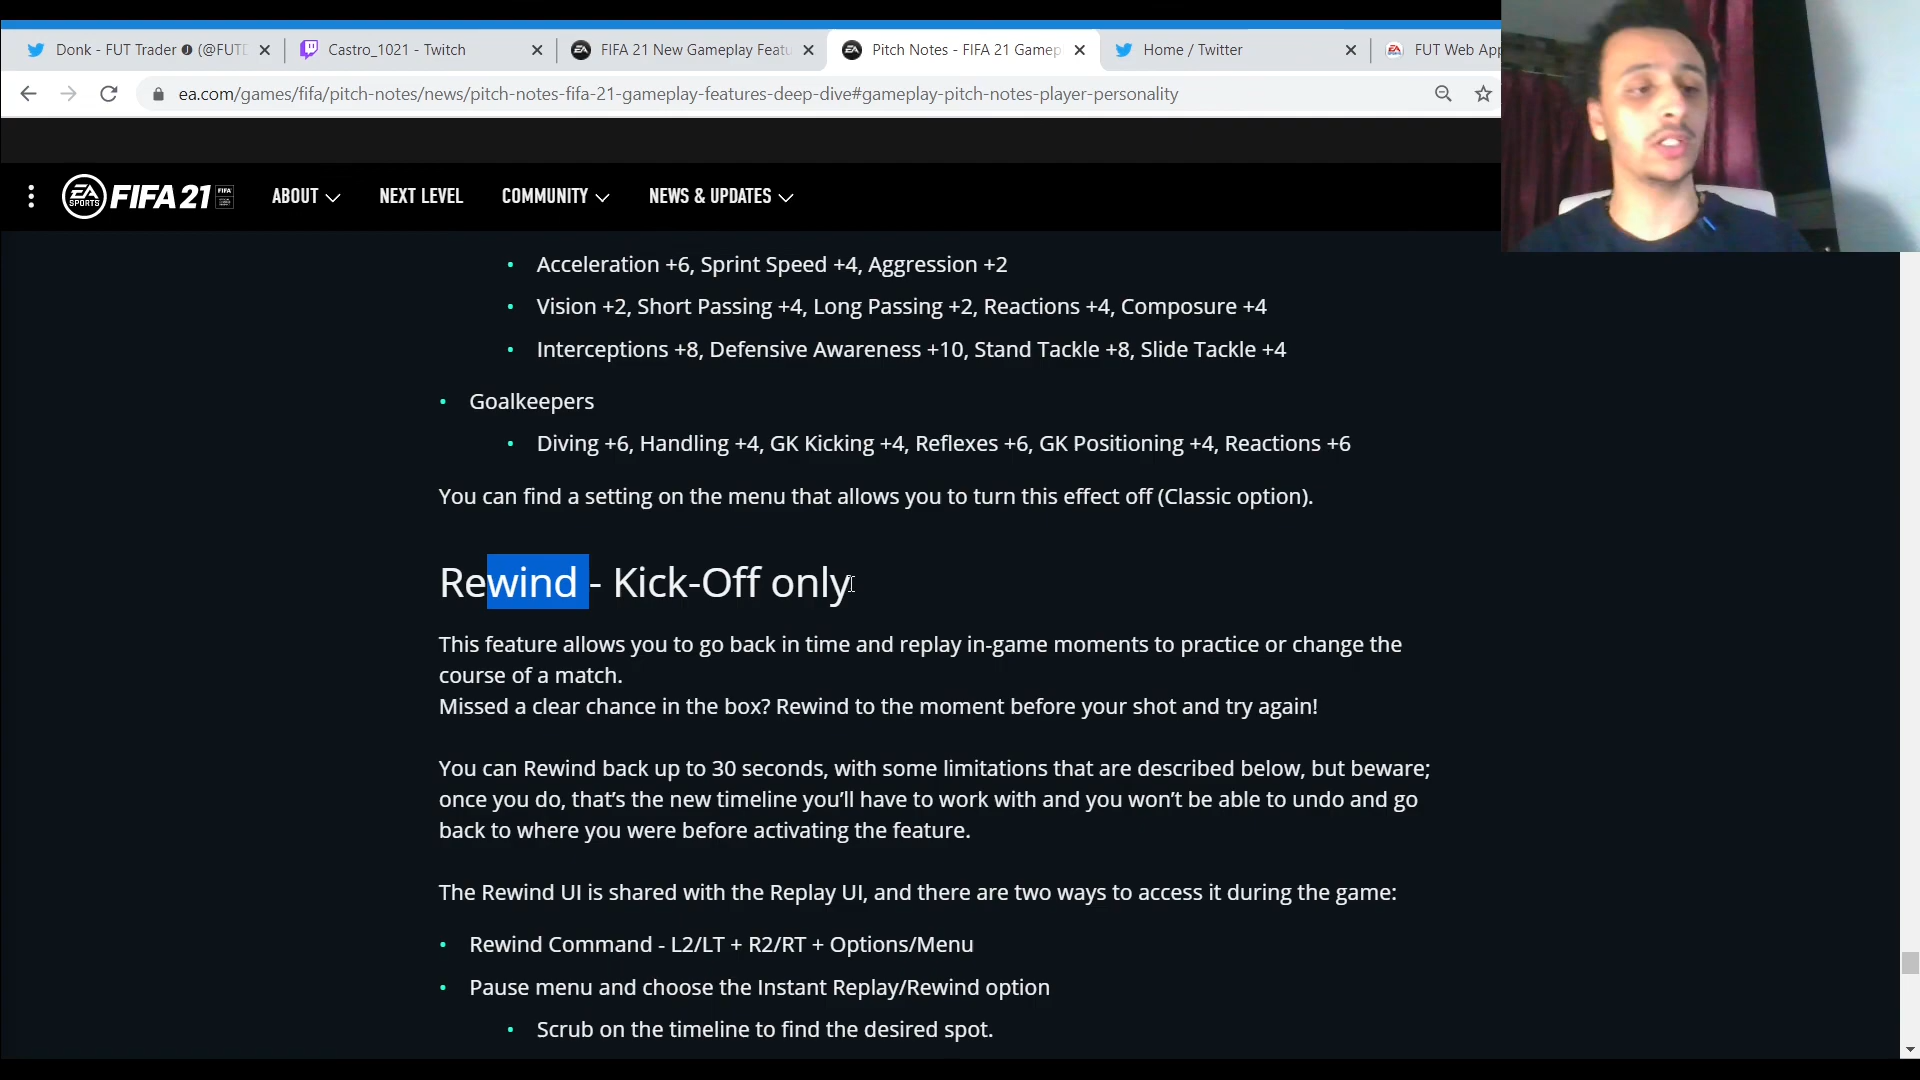 Donk - FUT Trader (@FUTD
Castro_1021 - Twitch
FIFA 21 New Gameplay Featu
Pitch Notes - FIFA 21 Gamep
Home / Twitter
FUT Web App
ea.com/games/fifa/pitch-notes/news/pitch-notes-fifa-21-gameplay-features-deep-dive#gameplay-pitch-notes-player-personality
EA SPORTS FIFA 21 ABOUT NEXT LEVEL COMMUNITY NEWS & UPDATES
• Acceleration +6, Sprint Speed +4, Aggression +2
• Vision +2, Short Passing +4, Long Passing +2, Reactions +4, Composure +4
• Interceptions +8, Defensive Awareness +10, Stand Tackle +8, Slide Tackle +4
• Goalkeepers
• Diving +6, Handling +4, GK Kicking +4, Reflexes +6, GK Positioning +4, Reactions +6
You can find a setting on the menu that allows you to turn this effect off (Classic option).
Rewind - Kick-Off only
This feature allows you to go back in time and replay in-game moments to practice or change the
course of a match.
Missed a clear chance in the box? Rewind to the moment before your shot and try again!
You can Rewind back up to 30 seconds, with some limitations that are described below, but beware;
once you do, that’s the new timeline you’ll have to work with and you won’t be able to undo and go
back to where you were before activating the feature.
The Rewind UI is shared with the Replay UI, and there are two ways to access it during the game:
• Rewind Command - L2/LT + R2/RT + Options/Menu
• Pause menu and choose the Instant Replay/Rewind option
• Scrub on the timeline to find the desired spot.